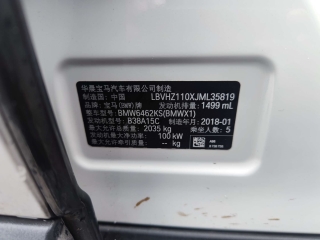 华晨宝马汽车有限公司制造
制造国：中国 LBVHZ110XJML35819
品牌：宝马(BMW)牌 发动机排量：1499 mL
整车型号：BMW6462KS(BMWX1)
发动机型号：B38A15C 制造年月：2018-01
最大允许总质量：2035 kg 乘坐人数：5
发动机最大净功率：100 kW